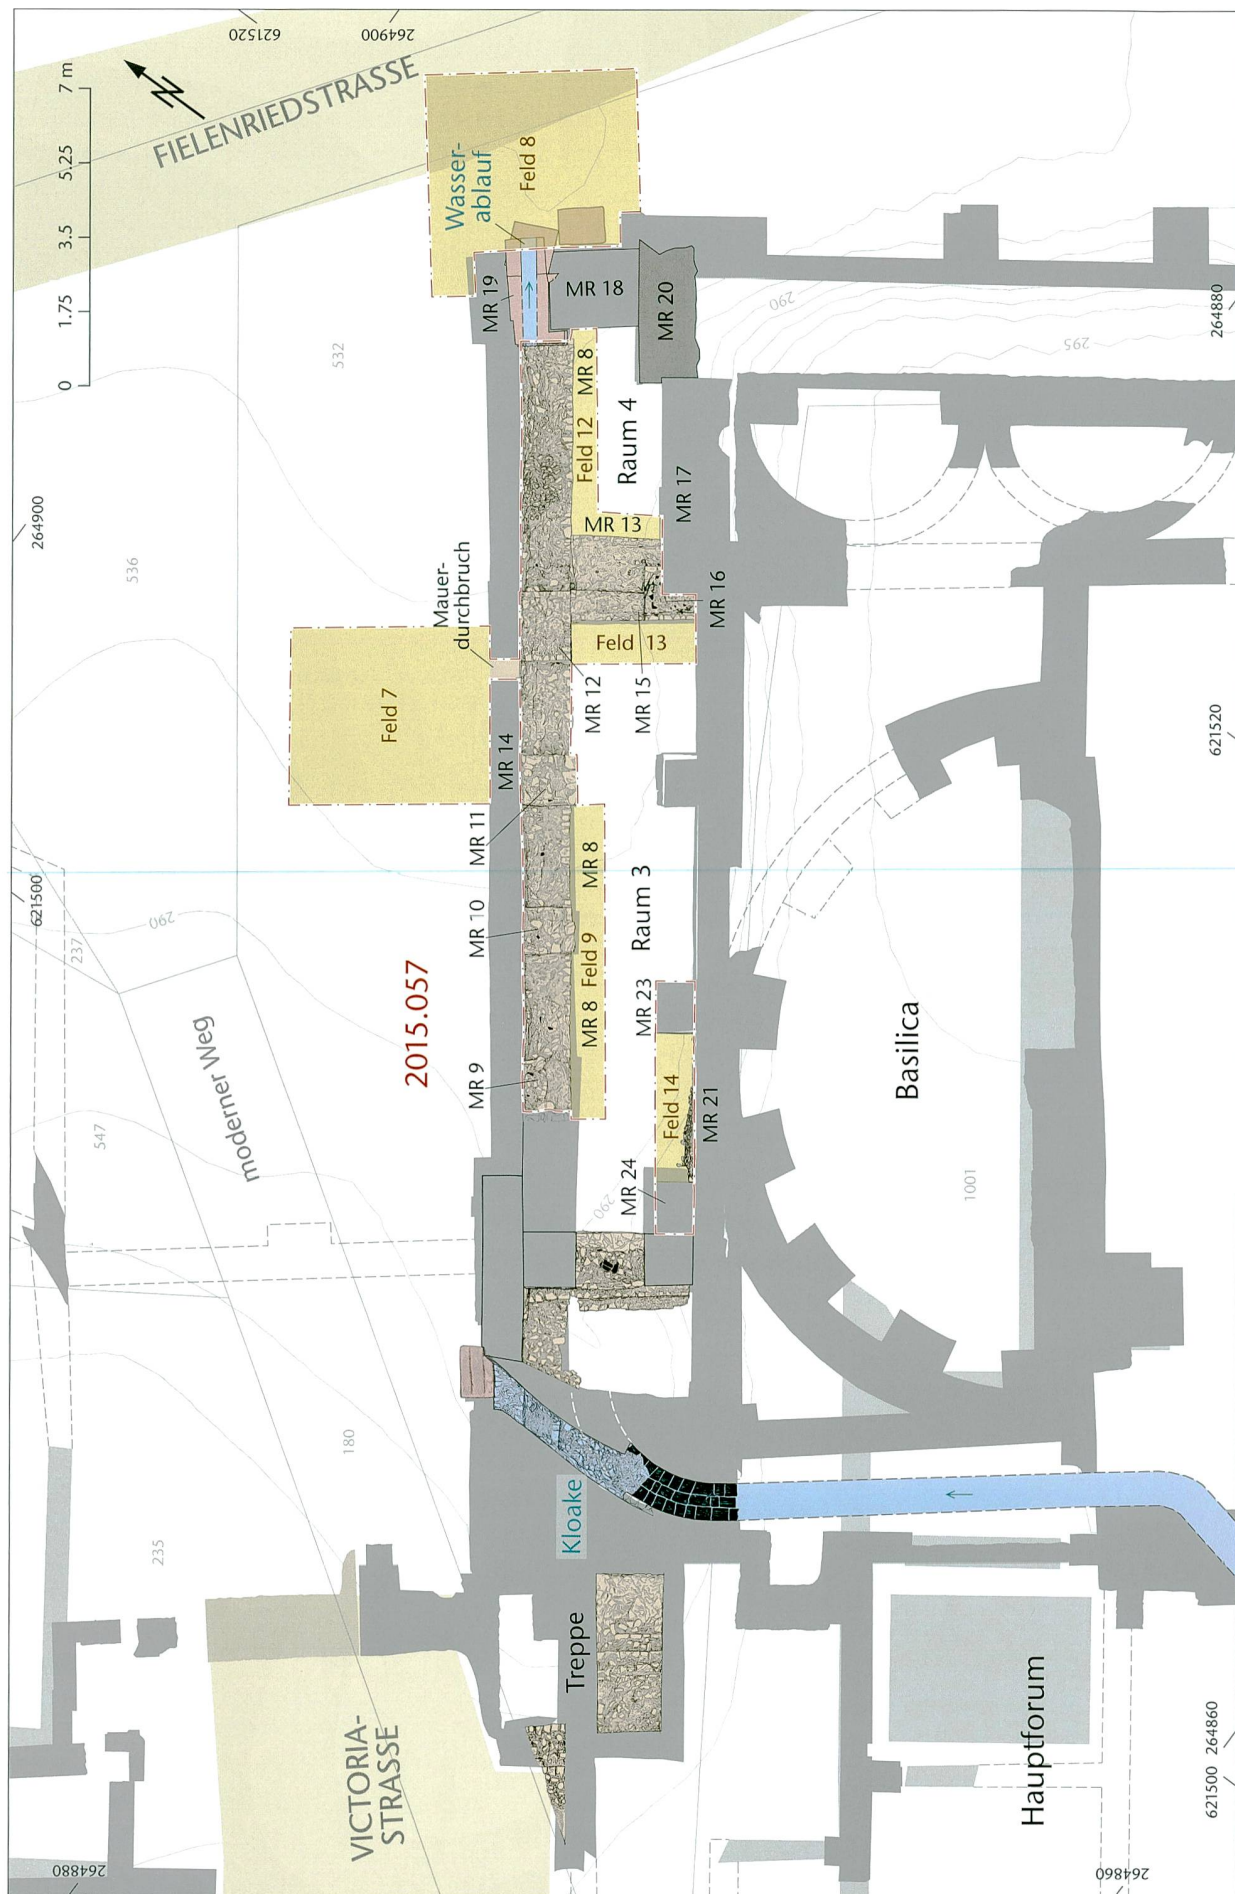 621520
264900
7 m
5.25
3.5
1.75
0
FIELENRIEDSTRASSE
Feld 8
Wasser-
ablauf
MR 19
MR 18
MR 20
290
264880
295
532
MR 8
Feld 12
Raum 4
MR 17
MR 13
264900
536
Mauer-
durchbruch
MR 16
Feld 13
Feld 7
MR 12
MR 15
621520
MR 14
MR 11
MR 8
621500
290
237
MR 10
Raum 3
Feld 9
2015.057
MR 8
MR 23
moderner Weg
MR 9
Feld 14
MR 21
Basilica
547
MR 24
290
1001
180
Kloake
235
Treppe
VICTORIA-
STRASSE
Hauptforum
264880
264860
621500
264860